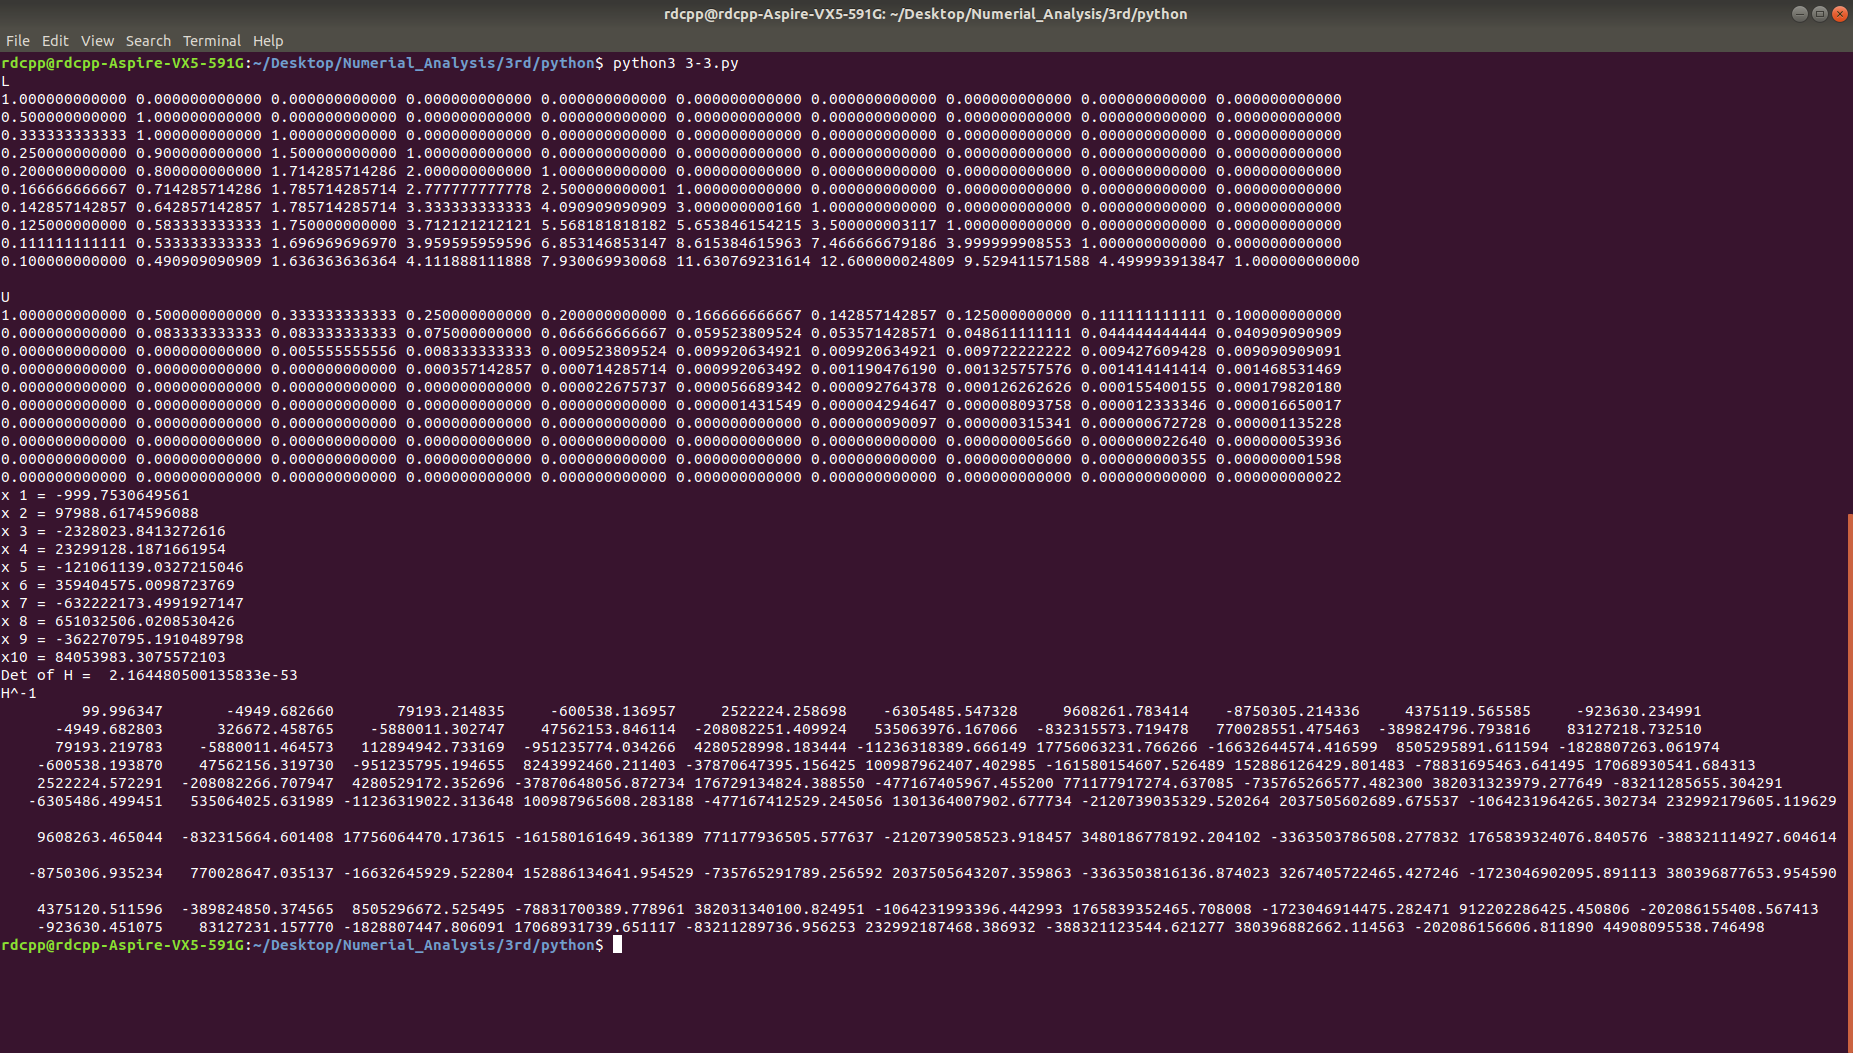 rdcpp@rdcpp-Aspire-VX5-591G: ~/Desktop/Numerial_Analysis/3rd/python
File Edit View Search Terminal Help
rdcpp@rdcpp-Aspire-VX5-591G:~/Desktop/Numerial_Analysis/3rd/python$ python3 3-3.py
L
1.000000000000 0.000000000000 0.000000000000 0.000000000000 0.000000000000 0.000000000000 0.000000000000 0.000000000000 0.000000000000 0.000000000000
0.500000000000 1.000000000000 0.000000000000 0.000000000000 0.000000000000 0.000000000000 0.000000000000 0.000000000000 0.000000000000 0.000000000000
0.333333333333 1.000000000000 1.000000000000 0.000000000000 0.000000000000 0.000000000000 0.000000000000 0.000000000000 0.000000000000 0.000000000000
0.250000000000 0.900000000000 1.500000000000 1.000000000000 0.000000000000 0.000000000000 0.000000000000 0.000000000000 0.000000000000 0.000000000000
0.200000000000 0.800000000000 1.714285714286 2.000000000000 1.000000000000 0.000000000000 0.000000000000 0.000000000000 0.000000000000 0.000000000000
0.166666666667 0.714285714286 1.785714285714 2.777777777778 2.500000000001 1.000000000000 0.000000000000 0.000000000000 0.000000000000 0.000000000000
0.142857142857 0.642857142857 1.785714285714 3.333333333333 4.090909090909 3.000000000160 1.000000000000 0.000000000000 0.000000000000 0.000000000000
0.125000000000 0.583333333333 1.750000000000 3.712121212121 5.568181818182 5.653846154215 3.500000003117 1.000000000000 0.000000000000 0.000000000000
0.111111111111 0.533333333333 1.696969696970 3.959595959596 6.853146853147 8.615384615963 7.466666679186 3.999999908553 1.000000000000 0.000000000000
0.100000000000 0.490909090909 1.636363636364 4.111888111888 7.930069930068 11.630769231614 12.600000024809 9.529411571588 4.499993913847 1.000000000000
U
1.000000000000 0.500000000000 0.333333333333 0.250000000000 0.200000000000 0.166666666667 0.142857142857 0.125000000000 0.111111111111 0.100000000000
0.000000000000 0.083333333333 0.083333333333 0.075000000000 0.066666666667 0.059523809524 0.053571428571 0.048611111111 0.044444444444 0.040909090909
0.000000000000 0.000000000000 0.005555555556 0.008333333333 0.009523809524 0.009920634921 0.009920634921 0.009722222222 0.009427609428 0.009090909091
0.000000000000 0.000000000000 0.000000000000 0.000357142857 0.000714285714 0.000992063492 0.001190476190 0.001325757576 0.001414141414 0.001468531469
0.000000000000 0.000000000000 0.000000000000 0.000000000000 0.000022675737 0.000056689342 0.000092764378 0.000126262626 0.000155400155 0.000179820180
0.000000000000 0.000000000000 0.000000000000 0.000000000000 0.000000000000 0.000001431549 0.000004294647 0.000008093758 0.000012333346 0.000016650017
0.000000000000 0.000000000000 0.000000000000 0.000000000000 0.000000000000 0.000000000000 0.000000090097 0.000000315341 0.000000672728 0.000001135228
0.000000000000 0.000000000000 0.000000000000 0.000000000000 0.000000000000 0.000000000000 0.000000000000 0.000000005660 0.000000022640 0.000000053936
0.000000000000 0.000000000000 0.000000000000 0.000000000000 0.000000000000 0.000000000000 0.000000000000 0.000000000000 0.000000000355 0.000000001598
0.000000000000 0.000000000000 0.000000000000 0.000000000000 0.000000000000 0.000000000000 0.000000000000 0.000000000000 0.000000000000 0.000000000022
x 1 = -999.7530649561
x 2 = 97988.6174596088
x 3 = -2328023.8413272616
x 4 = 23299128.1871661954
x 5 = -121061139.0327215046
x 6 = 359404575.0098723769
x 7 = -632222173.4991927147
x 8 = 651032506.0208530426
x 9 = -362270795.1910489798
x10 = 84053983.3075572103
Det of H =  2.164480500135833e-53
H^-1
99.996347 -4949.682660 79193.214835 -600538.136957 2522224.258698 -6305485.547328 9608261.783414 -8750305.214336 4375119.565585 -923630.234991
-4949.682803 326672.458765 -5880011.302747 47562153.846114 -208082251.409924 535063976.167066 -832315573.719478 770028551.475463 -389824796.793816 83127218.732510
79193.219783 -5880011.464573 112894942.733169 -951235774.034266 4280528998.183444 -11236318389.666149 17756063231.766266 -16632644574.416599 8505295891.611594 -1828807263.061974
-600538.193870 47562156.319730 -951235795.194655 8243992460.211403 -37870647395.156425 100987962407.402985 -161580154607.526489 152886126429.801483 -78831695463.641495 17068930541.684313
2522224.572291 -208082266.707947 4280529172.352696 -37870648056.872734 176729134824.388550 -477167405967.455200 771177917274.637085 -735765266577.482300 382031323979.277649 -83211285655.304291
-6305486.499451 535064025.631989 -11236319022.313648 100987965608.283188 -477167412529.245056 1301364007902.677734 -2120739035329.520264 2037505602689.675537 -1064231964265.302734 232992179605.119629
9608263.465044 -832315664.601408 17756064470.173615 -161580161649.361389 771177936505.577637 -2120739058523.918457 3480186778192.204102 -3363503786508.277832 1765839324076.840576 -388321114927.604614
-8750306.935234 770028647.035137 -16632645929.522804 152886134641.954529 -735765291789.256592 2037505643207.359863 -3363503816136.874023 3267405722465.427246 -1723046902095.891113 380396877653.954590
4375120.511596 -389824850.374565 8505296672.525495 -78831700389.778961 382031340100.824951 -1064231993396.442993 1765839352465.708008 -1723046914475.282471 912202286425.450806 -202086155408.567413
-923630.451075 83127231.157770 -1828807447.806091 17068931739.651117 -83211289736.956253 232992187468.386932 -388321123544.621277 380396882662.114563 -202086156606.811890 44908095538.746498
rdcpp@rdcpp-Aspire-VX5-591G:~/Desktop/Numerial_Analysis/3rd/python$